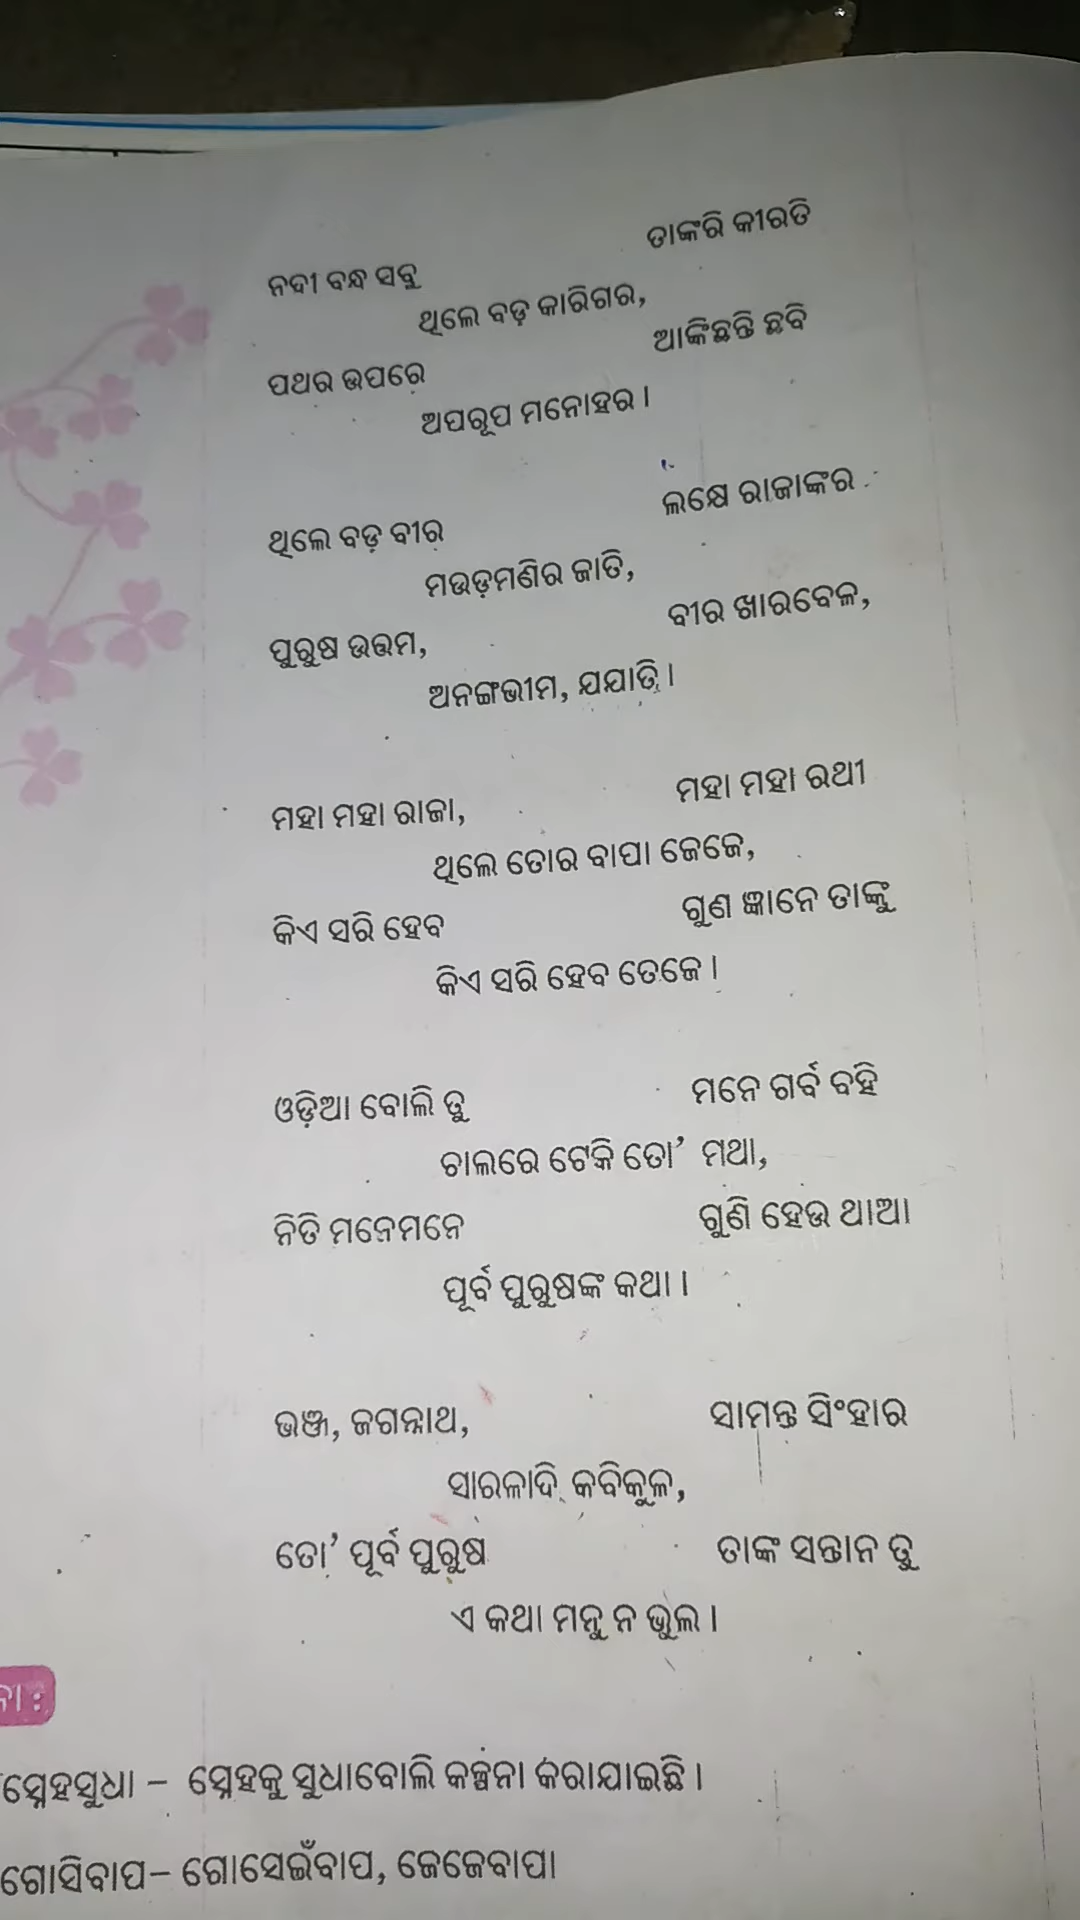 ନଦୀ ବନ୍ଧ ସବୁ ତାଙ୍କରି କୀରତି
ଥିଲେ ବଡ଼ କାରିଗର,
ପଥର ଉପରେ ଆଙ୍କିଛନ୍ତି ଛବି
ଅପରୂପ ମନୋହର ।
ଥିଲେ ବଡ଼ ବୀର ଲକ୍ଷେ ରାଜାଙ୍କର
ମଉଡ଼ମଣିର ଜାତି,
ପୁରୁଷ ଉତ୍ତମ, ବୀର ଖାରବେଳ,
ଅନଙ୍ଗଭୀମ, ଯଯାତି ।
ମହା ମହା ରାଜା, ମହା ମହା ରଥୀ
ଥିଲେ ତୋର ବାପା ଜେଜେ,
କିଏ ସରି ହେବ ଗୁଣ ଜ୍ଞାନେ ତାଙ୍କୁ
କିଏ ସରି ହେବ ତେଜେ ।
ଓଡ଼ିଆ ବୋଲି ତୁ ମନେ ଗର୍ବ ବହି
ଚାଲରେ ଟେକି ତୋ’ ମଥା,
ନିତି ମନେମନେ ଗୁଣି ହେଉ ଥାଆ
ପୂର୍ବ ପୁରୁଷଙ୍କ କଥା ।
ଭଞ୍ଜ, ଜଗନ୍ନାଥ, ସାମନ୍ତ ସିଂହାର
ସାରଳାଦି କବିକୁଳ,
ତୋ’ ପୂର୍ବ ପୁରୁଷ ତାଙ୍କ ସନ୍ତାନ ତୁ
ଏ କଥା ମନୁ ନ ଭୁଲ ।
ସ୍ନେହସୁଧା – ସ୍ନେହକୁ ସୁଧାବୋଲି କଳ୍ପନା କରାଯାଇଛି ।
ଗୋସିବାପ– ଗୋସେଇଁବାପ, ଜେଜେବାପା